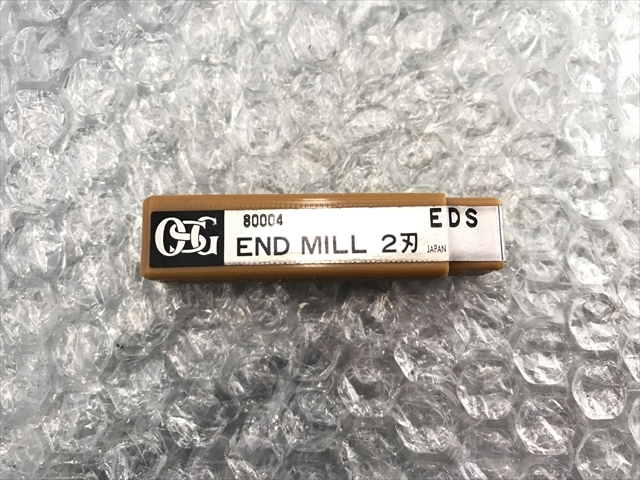 OSG
80004 EDS
END MILL 2刃 JAPAN